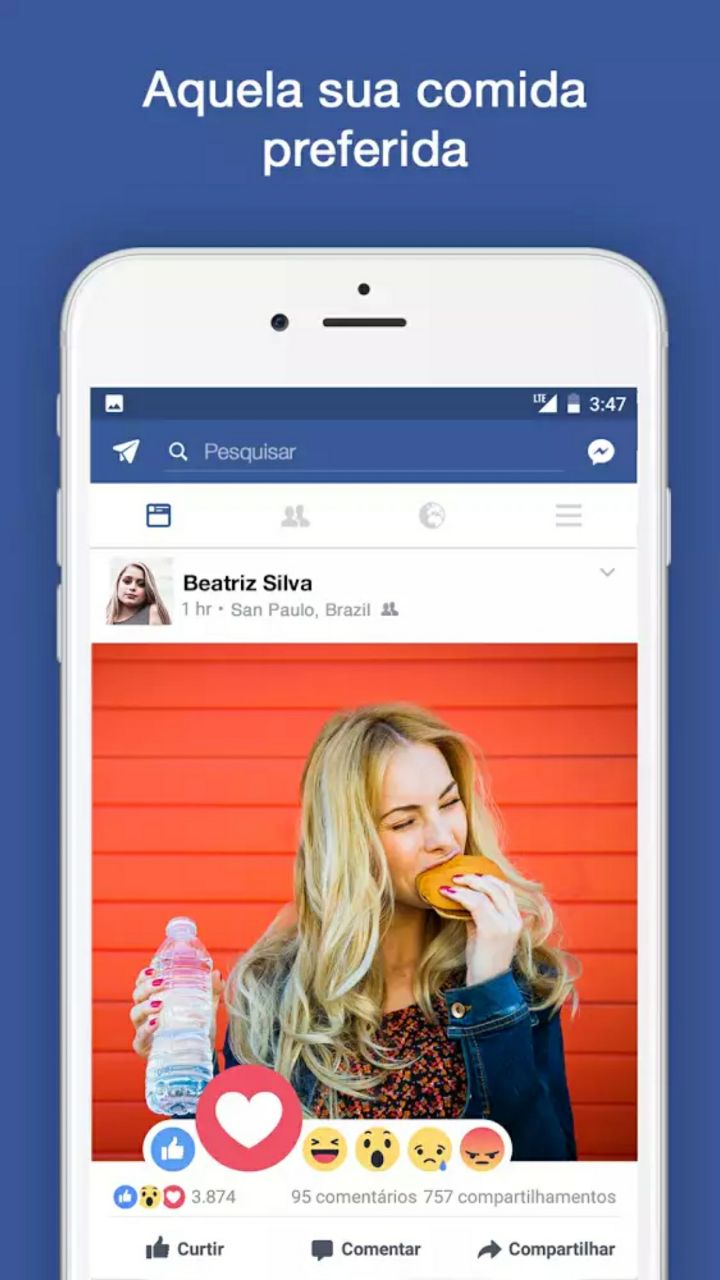 Aquela sua comida
preferida
LTE 3:47
Pesquisar
Beatriz Silva
1 hr • San Paulo, Brazil
3.874 95 comentários 757 compartilhamentos
Curtir Comentar Compartilhar